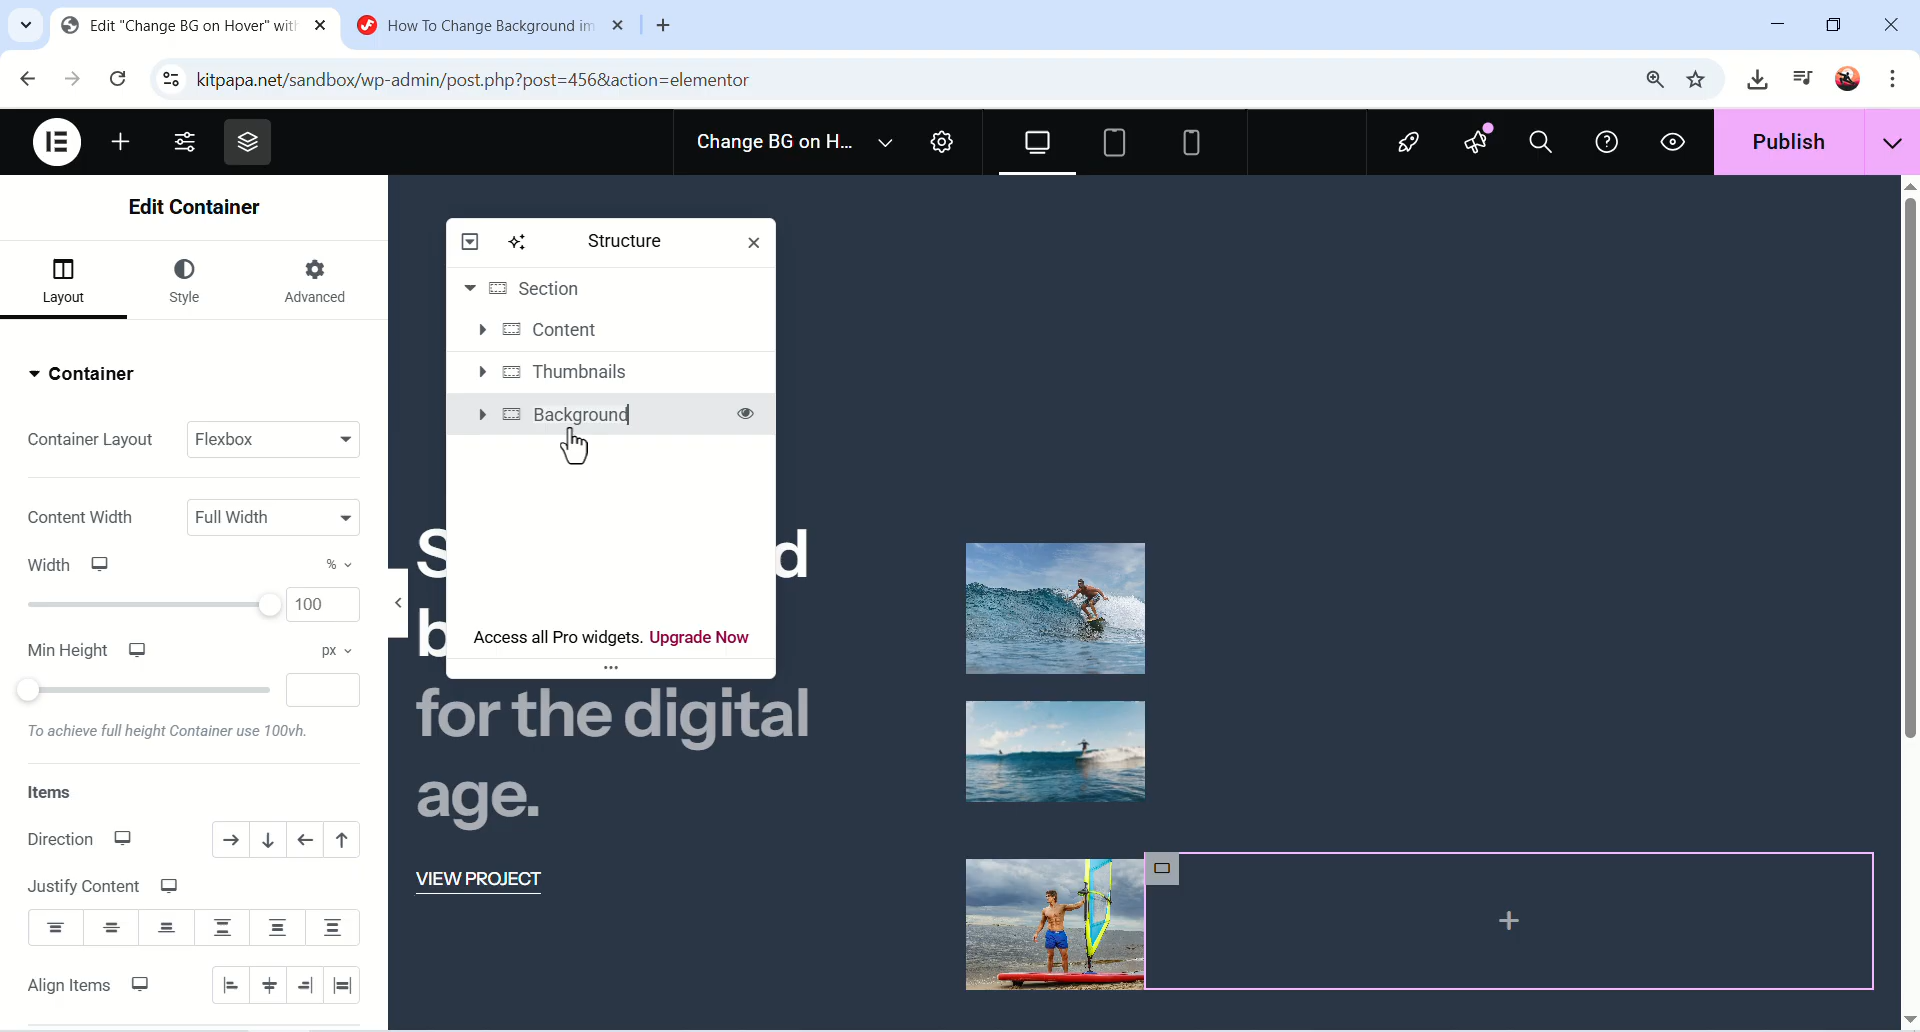 Edit "Change BG on Hover" with
How To Change Background im
kitpapa.net/sandbox/wp-admin/post.php?post=456&action=elementor
Change BG on H...
Publish
Edit Container
Structure
Layout
Style
Advanced
Section
Content
Thumbnails
Background
Container
Container Layout
Flexbox
Content Width
Full Width
Width
%
100
Min Height
px
To achieve full height Container use 100vh.
Access all Pro widgets. Upgrade Now
S
d
b
for the digital
age.
VIEW PROJECT
Items
Direction
Justify Content
Align Items